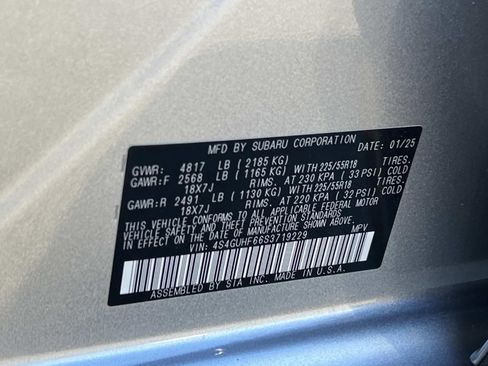 MFD BY SUBARU CORPORATION DATE: 01/25
GVWR: 4817 LB ( 2185 KG)
GAWR:F 2568 LB ( 1165 KG) WITH 225/55R18 TIRES.
18X7J RIMS. AT 230 KPA ( 33 PSI) COLD
GAWR:R 2491 LB ( 1130 KG) WITH 225/55R18 TIRES.
18X7J RIMS. AT 220 KPA ( 32 PSI) COLD
THIS VEHICLE CONFORMS TO ALL APPLICABLE FEDERAL MOTOR
VEHICLE SAFETY, BUMPER, AND THEFT PREVENTION STANDARDS
IN EFFECT ON THE DATE OF MANUFACTURE SHOWN ABOVE.
VIN: 4S4GUHF66S3719229 MPV
ASSEMBLED BY SIA INC. MADE IN U.S.A.